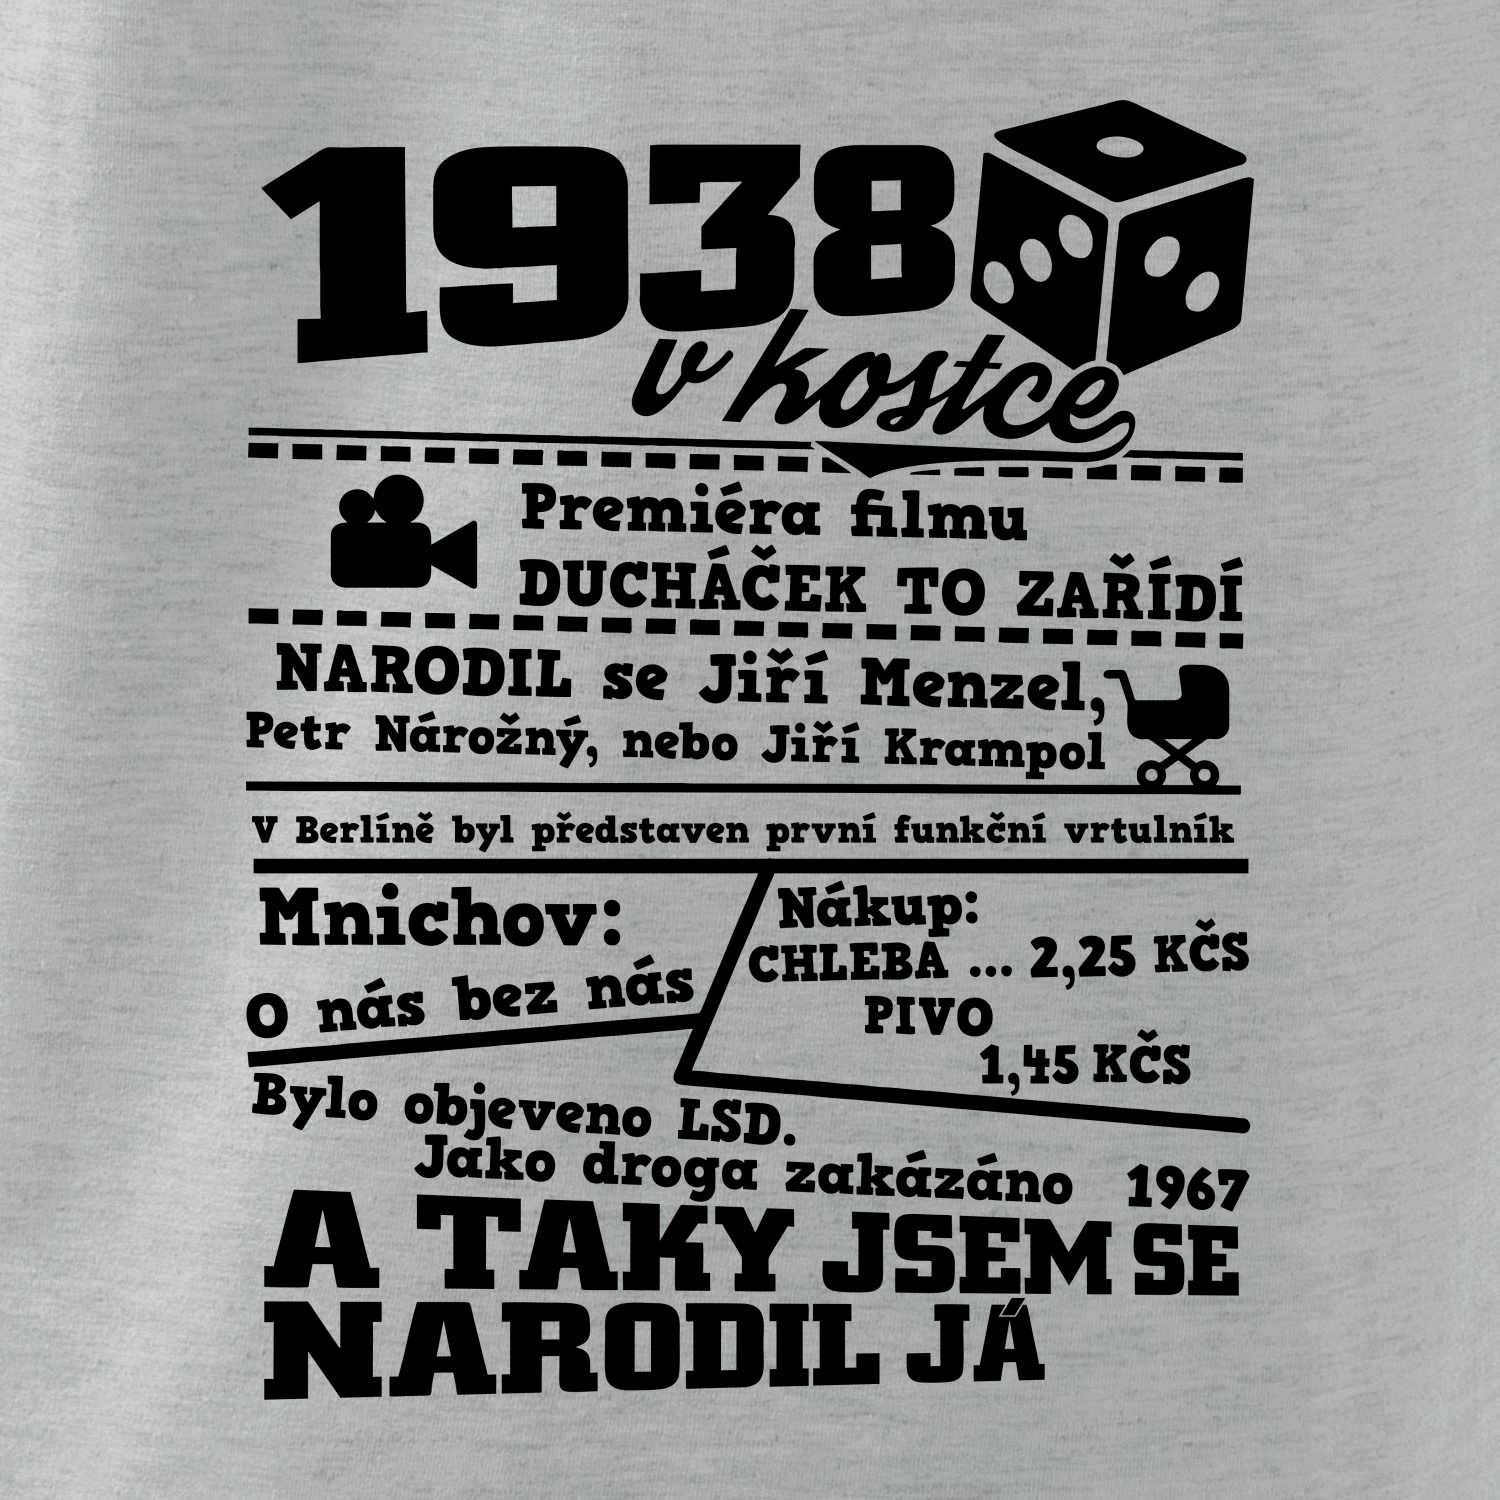 1938
v kostce
Premiéra filmu
DUCHÁČEK TO ZAŘÍDÍ
NARODIL se Jiří Menzel,
Petr Nárožný, nebo Jiří Krampol
V Berlíně byl představen první funkční vrtulník
Mnichov:
O nás bez nás
Nákup:
CHLEBA ... 2,25 KČS
PIVO
1,45 KČS
Bylo objeveno LSD.
Jako droga zakázáno 1967
A TAKY JSEM SE
NARODIL JÁ